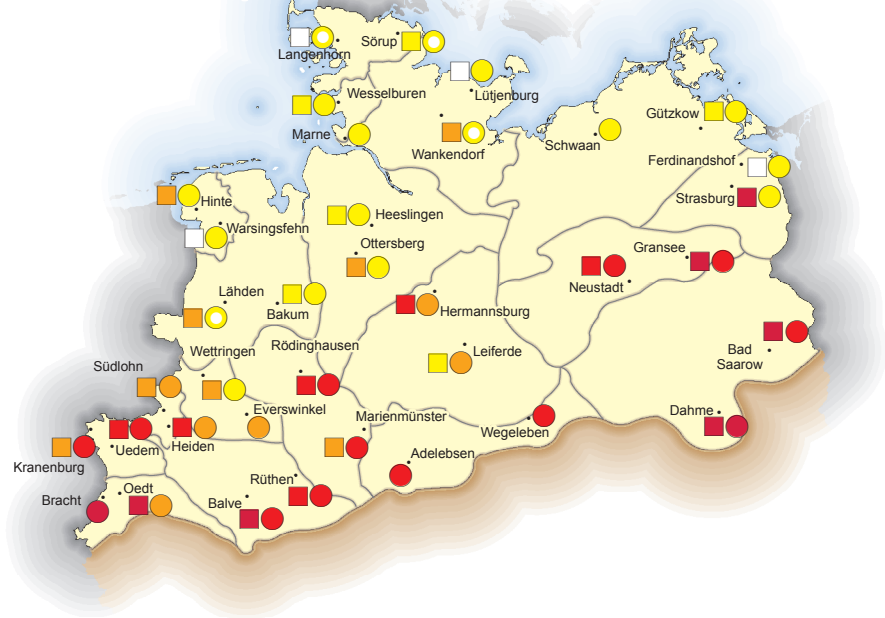 Langenhorn
Sörup
Lütjenburg
Wesselburen
Gützkow
Marne
Wankendorf
Schwaan
Ferdinandshof
Strasburg
Hinte
Heeslingen
Warsingsfehn
Ottersberg
Gransee
Neustadt
Lähden
Bakum
Hermannsburg
Rödinghausen
Wettringen
Leiferde
Bad
Saarow
Südlohn
Everswinkel
Marienmünster
Dahme
Wegeleben
Heiden
Uedem
Kranenburg
Adelebsen
Rüthen
Oedt
Bracht
Balve